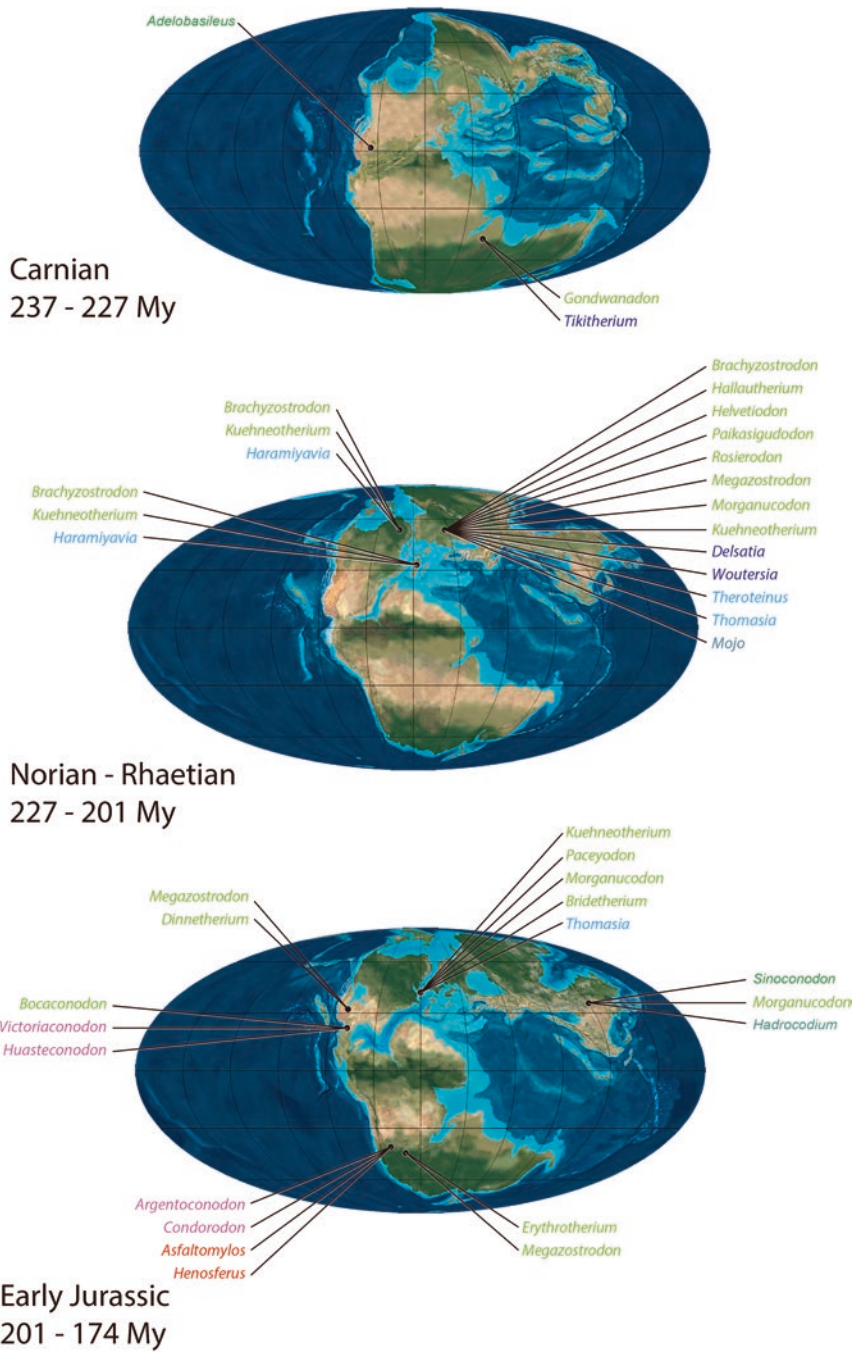 Adelobasileus
Carnian
237 - 227 My
Gondwanadon
Tikitherium
Brachyzostrodon
Kuehneotherium
Haramiyavia
Brachyzostrodon
Kuehneotherium
Haramiyavia
Brachyzostrodon
Hallautherium
Helvetiodon
Paikasigudodon
Rosierodon
Megazostrodon
Morganucodon
Kuehneotherium
Delsatia
Woutersia
Theroteinus
Thomasia
Mojo
Norian - Rhaetian
227 - 201 My
Kuehneotherium
Paceyodon
Morganucodon
Bridetherium
Thomasia
Megazostrodon
Dinnetherium
Bocaconodon
Victoriaconodon
Huasteconodon
Sinoconodon
Morganucodom
Hadrocodium
Argentoconodon
Condorodon
Asfaltomylos
Henosferus
Erythrotherium
Megazostrodon
Early Jurassic
201 - 174 My